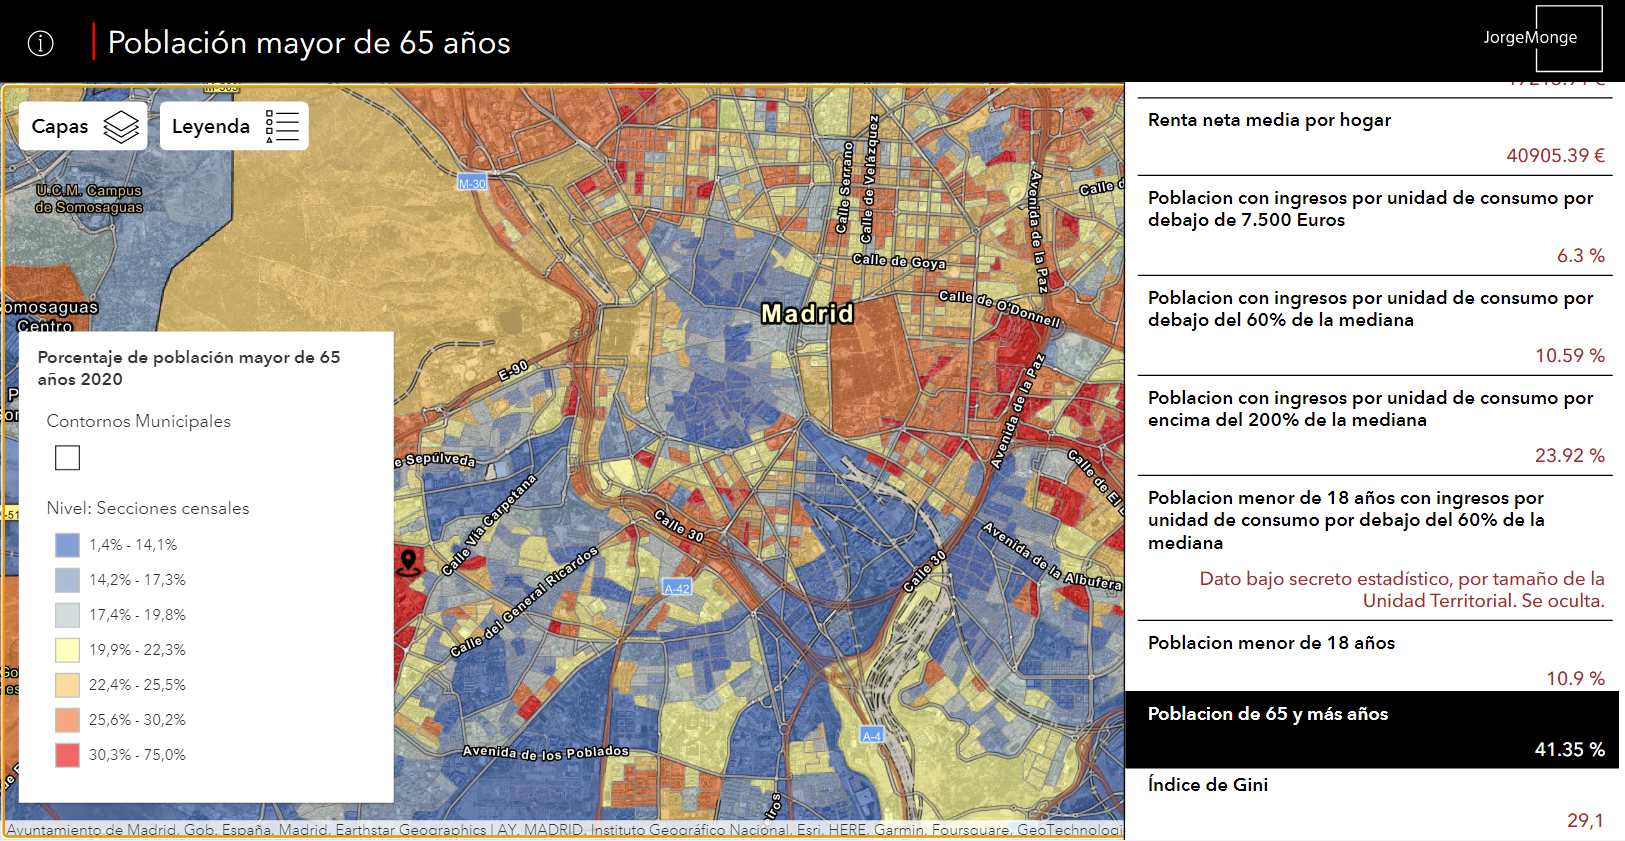 Población mayor de 65 años
JorgeMonge
Capas
Leyenda
M-30
U.C.M. Campus
de Somosaguas
Calle Serrano
Calle de Velázquez
Avenida de la Paz
Calle d
Calle de Goya
Calle de O'Donnell
Madrid
omosaguas
Centro
E-90
Avenida de la Paz
Calle de El
e Sepúlveda
Calle Vía Carpetana
Calle 30
Calle 30
Avenida de la Albufera
A-42
Calle del General Ricardos
A-4
Avenida de los Poblados
Porcentaje de población mayor de 65
años 2020
Contornos Municipales
Nivel: Secciones censales
1,4% - 14,1%
14,2% - 17,3%
17,4% - 19,8%
19,9% - 22,3%
22,4% - 25,5%
25,6% - 30,2%
30,3% - 75,0%
Ayuntamiento de Madrid, Gob. España, Madrid, Earthstar Geographics | AY. MADRID, Instituto Geográfico Nacional, Esri, HERE, Garmin, Foursquare, GeoTechnologi
Renta neta media por hogar
40905.39 €
Poblacion con ingresos por unidad de consumo por
debajo de 7.500 Euros
6.3 %
Poblacion con ingresos por unidad de consumo por
debajo del 60% de la mediana
10.59 %
Poblacion con ingresos por unidad de consumo por
encima del 200% de la mediana
23.92 %
Poblacion menor de 18 años con ingresos por
unidad de consumo por debajo del 60% de la
mediana
Dato bajo secreto estadístico, por tamaño de la
Unidad Territorial. Se oculta.
Poblacion menor de 18 años
10.9 %
Poblacion de 65 y más años
41.35 %
Índice de Gini
29,1